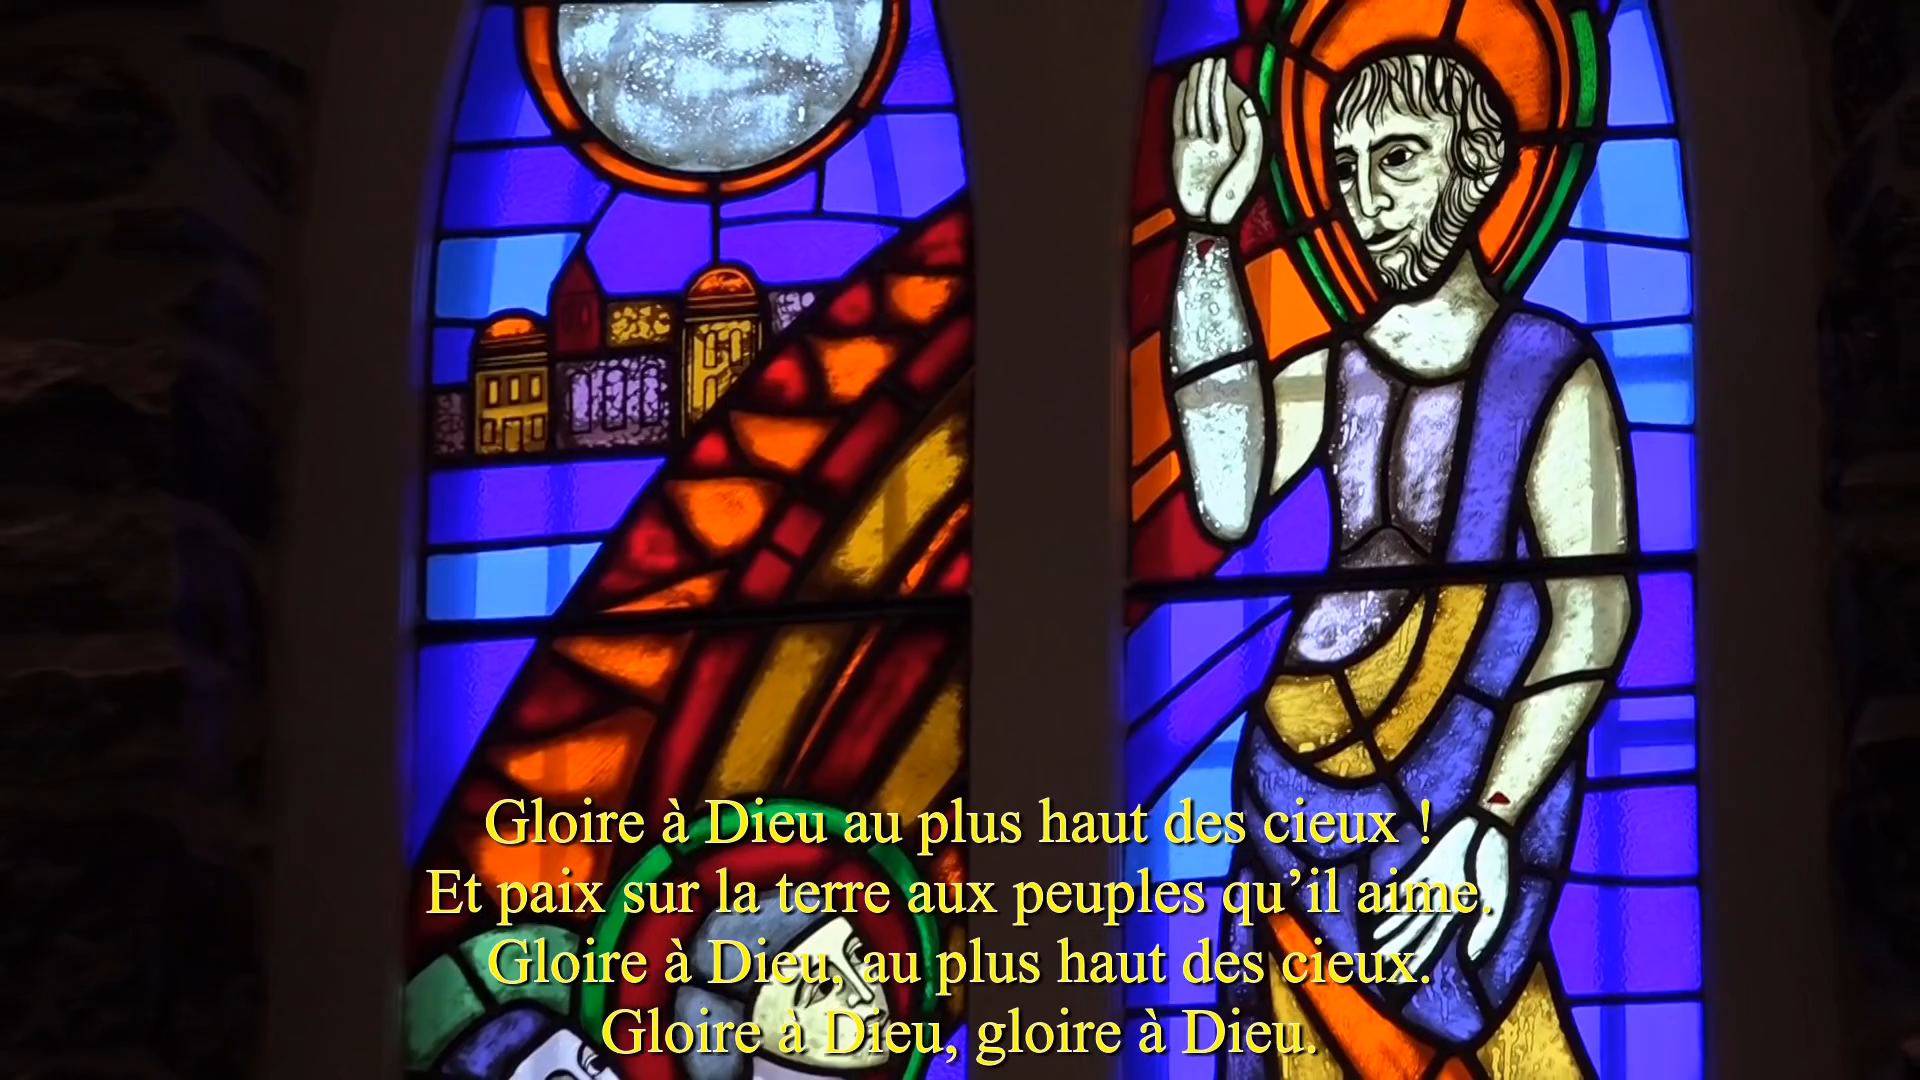 Gloire à Dieu au plus haut des cieux !
Et paix sur la terre aux peuples qu’il aime.
Gloire à Dieu, au plus haut des cieux.
Gloire à Dieu, gloire à Dieu.